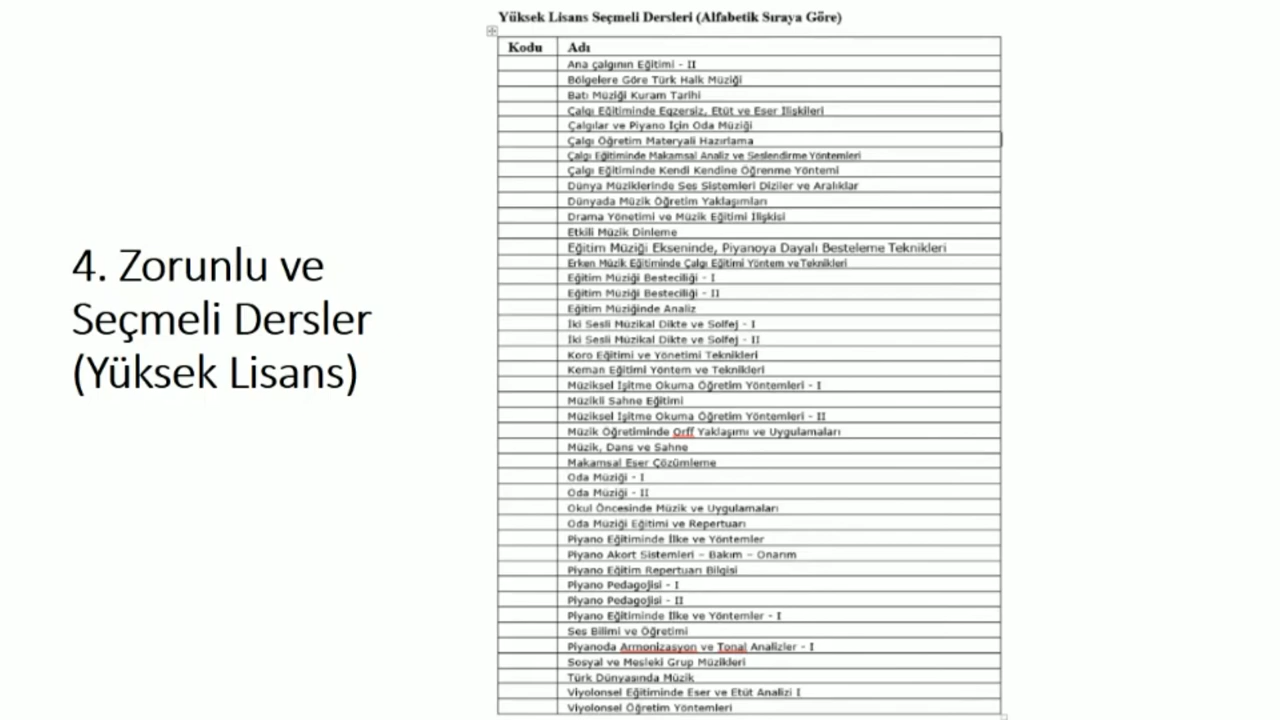 Yüksek Lisans Seçmeli Dersleri (Alfabetik Sıraya Göre)
Kodu Adı
Ana çalgının Eğitimi - II
Bölgelere Göre Türk Halk Müziği
Batı Müziği Kuram Tarihi
Çalgı Eğitiminde Egzersiz, Etüt ve Eser İlişkileri
Çalgılar ve Piyano İçin Oda Müziği
Çalgı Öğretim Materyali Hazırlama
Çalgı Eğitiminde Makamsal Analiz ve Seslendirme Yöntemleri
Çalgı Eğitiminde Kendi Kendine Öğrenme Yöntemi
Dünya Müziklerinde Ses Sistemleri Diziler ve Aralıklar
Dünyada Müzik Öğretim Yaklaşımları
Drama Yönetimi ve Müzik Eğitimi İlişkisi
Etkili Müzik Dinleme
Eğitim Müziği Ekseninde, Piyanoya Dayalı Besteleme Teknikleri
Erken Müzik Eğitiminde Çalgı Eğitimi Yöntem ve Teknikleri
Eğitim Müziği Besteciliği - I
Eğitim Müziği Besteciliği - II
Eğitim Müziğinde Analiz
İki Sesli Müzikal Dikte ve Solfej - I
İki Sesli Müzikal Dikte ve Solfej - II
Koro Eğitimi ve Yönetimi Teknikleri
Keman Eğitimi Yöntem ve Teknikleri
Müziksel İşitme Okuma Öğretim Yöntemleri - I
Müzikli Sahne Eğitimi
Müziksel İşitme Okuma Öğretim Yöntemleri - II
Müzik Öğretiminde Orff Yaklaşımı ve Uygulamaları
Müzik, Dans ve Sahne
Makamsal Eser Çözümleme
Oda Müziği - I
Oda Müziği - II
Okul Öncesinde Müzik ve Uygulamaları
Oda Müziği Eğitimi ve Repertuarı
Piyano Eğitiminde İlke ve Yöntemler
Piyano Akort Sistemleri – Bakım – Onarım
Piyano Eğitim Repertuarı Bilgisi
Piyano Pedagojisi - I
Piyano Pedagojisi - II
Piyano Eğitiminde İlke ve Yöntemler - I
Ses Bilimi ve Öğretimi
Piyanoda Armonizasyon ve Tonal Analizler - I
Sosyal ve Mesleki Grup Müzikleri
Türk Dünyasında Müzik
Viyolonsel Eğitiminde Eser ve Etüt Analizi I
Viyolonsel Öğretim Yöntemleri
4. Zorunlu ve
Seçmeli Dersler
(Yüksek Lisans)